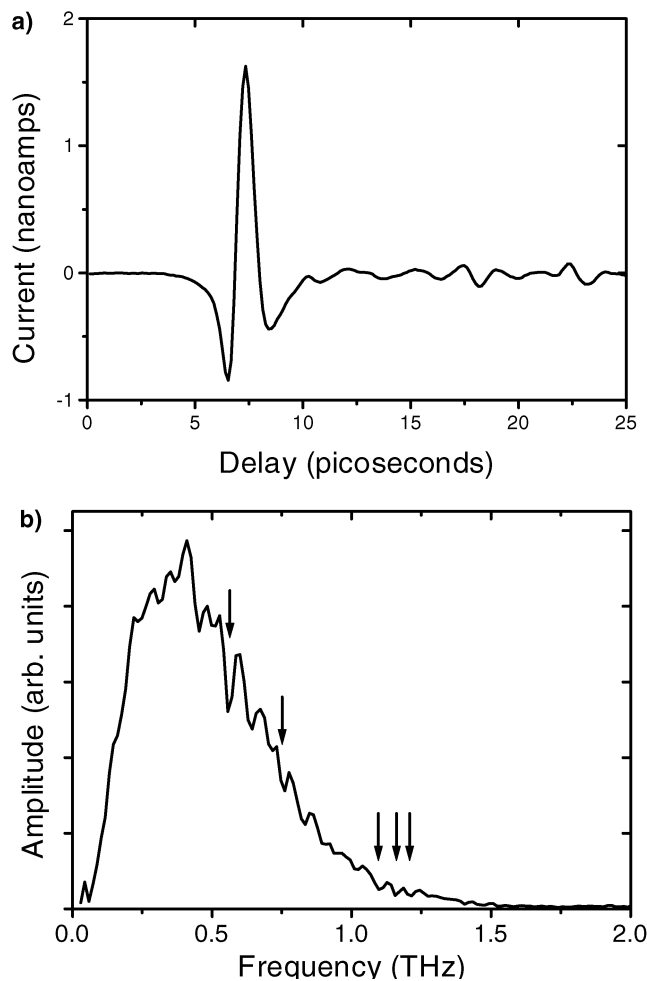 a)
2
1
0
-1
Current (nanoamps)
0 5 10 15 20 25
Delay (picoseconds)
b)
Amplitude (arb. units)
0.0 0.5 1.0 1.5 2.0
Frequency (THz)